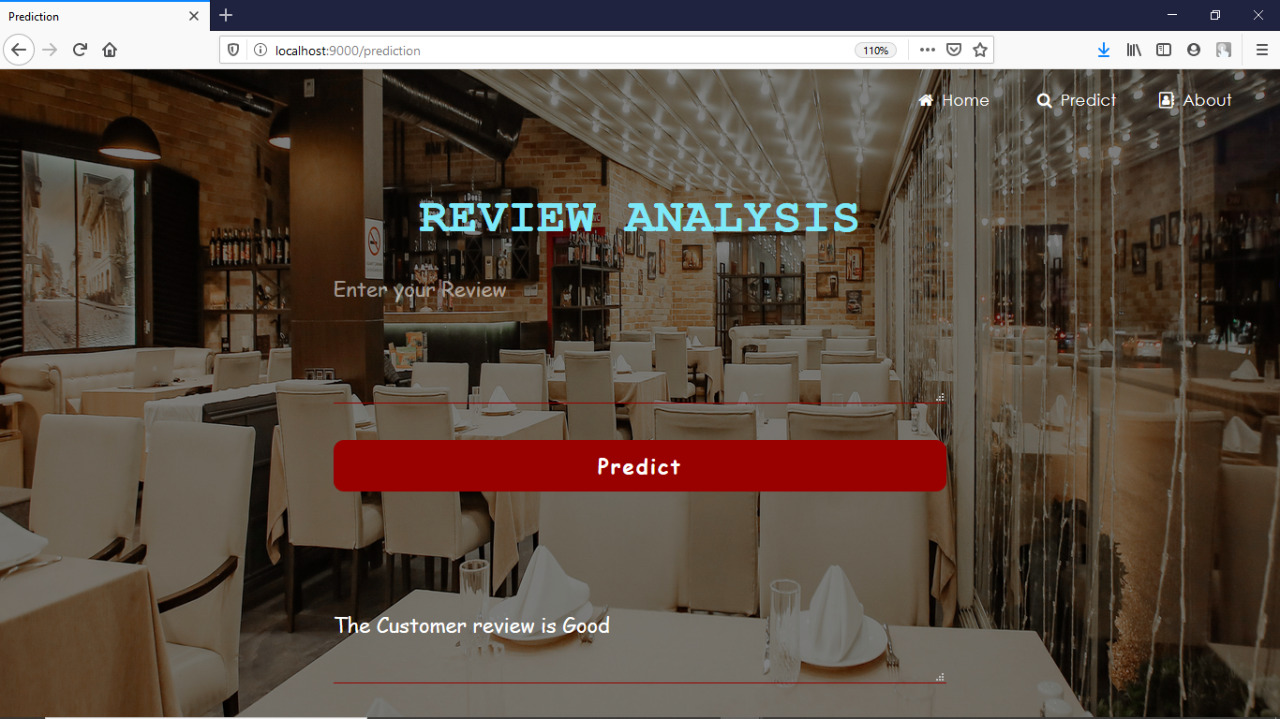 Prediction
localhost:9000/prediction
110%
Home
Predict
About
REVIEW ANALYSIS
Enter your Review
Predict
The Customer review is Good